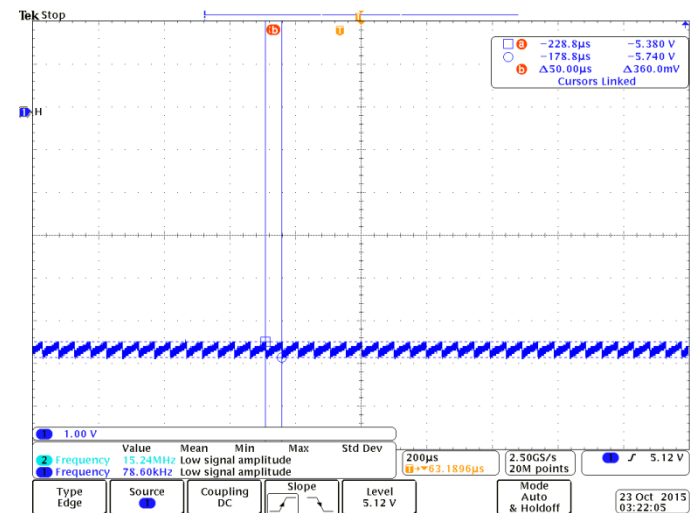 Tek Stop
T
a b
T
a -228.8µs -5.380 V
-178.8µs -5.740 V
b Δ50.00µs Δ360.0mV
Cursors Linked
1 H
1 1.00 V
Value Mean Min Max Std Dev
2 Frequency 15.24MHz Low signal amplitude
1 Frequency 78.60kHz Low signal amplitude
200µs
T→▼63.1896µs
2.50GS/s
20M points
1 5.12 V
Type
Edge
Source
1
Coupling
DC
Slope
Level
5.12 V
Mode
Auto
& Holdoff
23 Oct 2015
03:22:05